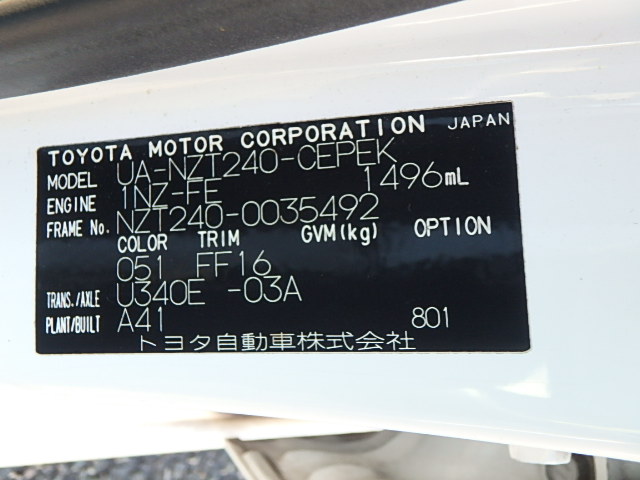 TOYOTA MOTOR CORPORATION JAPAN
MODEL UA-NZT240-CEPEK
ENGINE 1NZ-FE 1496mL
FRAME No. NZT240-0035492
COLOR TRIM GVM(kg) OPTION
051 FF16
TRANS./AXLE U340E -03A
PLANT/BUILT A41 801
トヨタ自動車株式会社